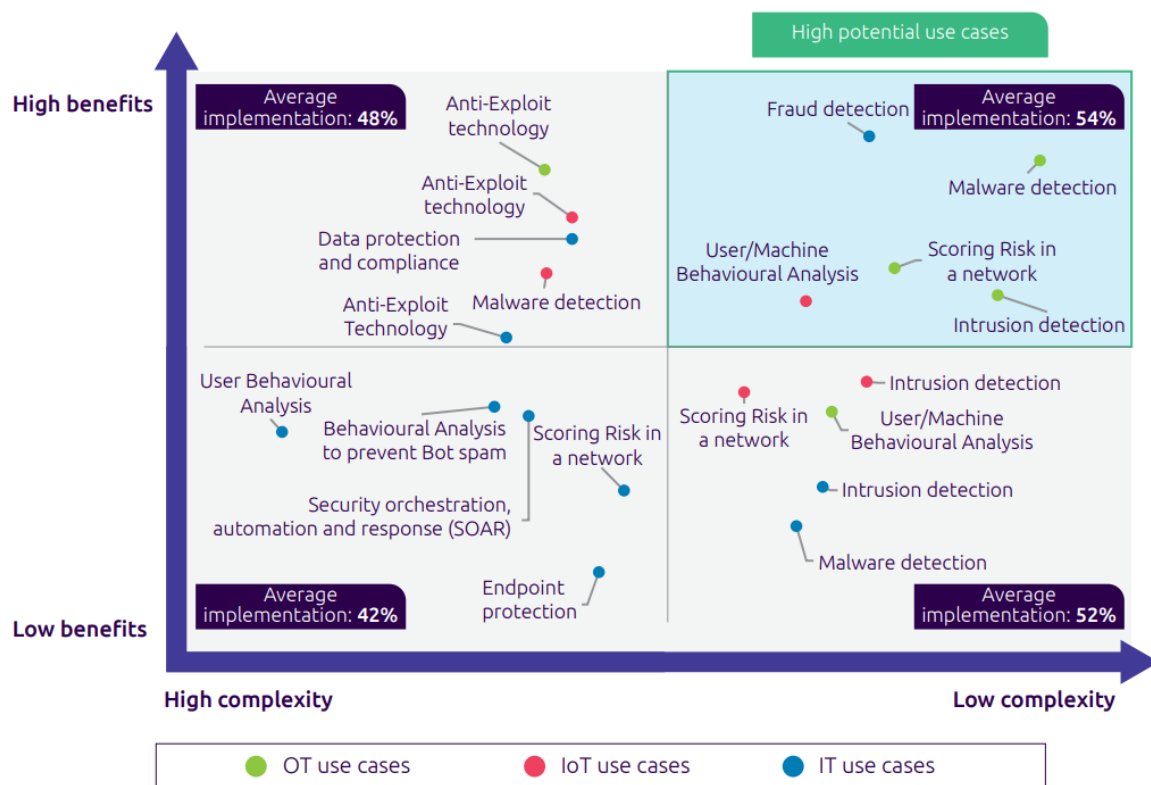 High potential use cases
High benefits
Average
implementation: 48%
Anti-Exploit
technology
Fraud detection
Average
implementation: 54%
Malware detection
Anti-Exploit
technology
Data protection
and compliance
User/Machine
Behavioural Analysis
Scoring Risk in
a network
Malware detection
Anti-Exploit
Technology
Intrusion detection
User Behavioural
Analysis
Behavioural Analysis
to prevent Bot spam
Scoring Risk in
a network
Scoring Risk in
a network
Intrusion detection
User/Machine
Behavioural Analysis
Security orchestration,
automation and response (SOAR)
Intrusion detection
Malware detection
Endpoint
protection
Average
implementation: 42%
Average
implementation: 52%
Low benefits
High complexity
Low complexity
OT use cases
IoT use cases
IT use cases